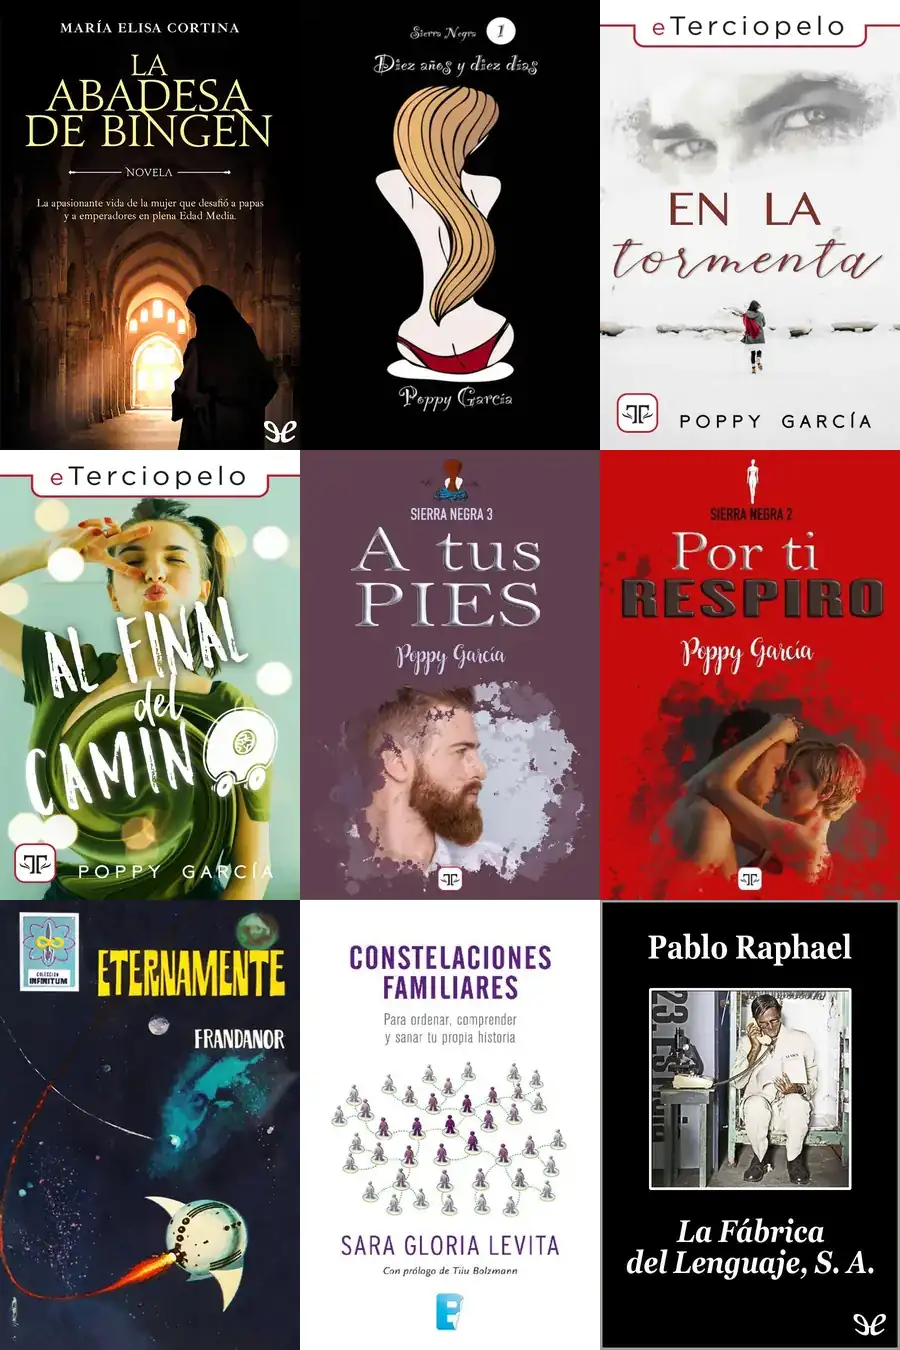 MARÍA ELISA CORTINA
LA
ABADESA
DE BINGEN
NOVELA
La apasionante vida de la mujer que desafió a papas
y a emperadores en plena Edad Media.
Sierra Negra 1
Diez años y diez días
Poppy García
eTerciopelo
EN LA
tormenta
POPPY GARCÍA
eTerciopelo
AL FINAL
del
CAMINO
POPPY GARCÍA
SIERRA NEGRA 3
A tus
PIES
Poppy García
SIERRA NEGRA 2
Por ti
RESPIRO
Poppy García
COLECCIÓN
INFINITUM
ETERNAMENTE
FRANDANOR
CONSTELACIONES
FAMILIARES
Para ordenar, comprender
y sanar tu propia historia
SARA GLORIA LEVITA
Con prólogo de Tiiu Bolzmann
B
Pablo Raphael
La Fábrica
del Lenguaje, S. A.